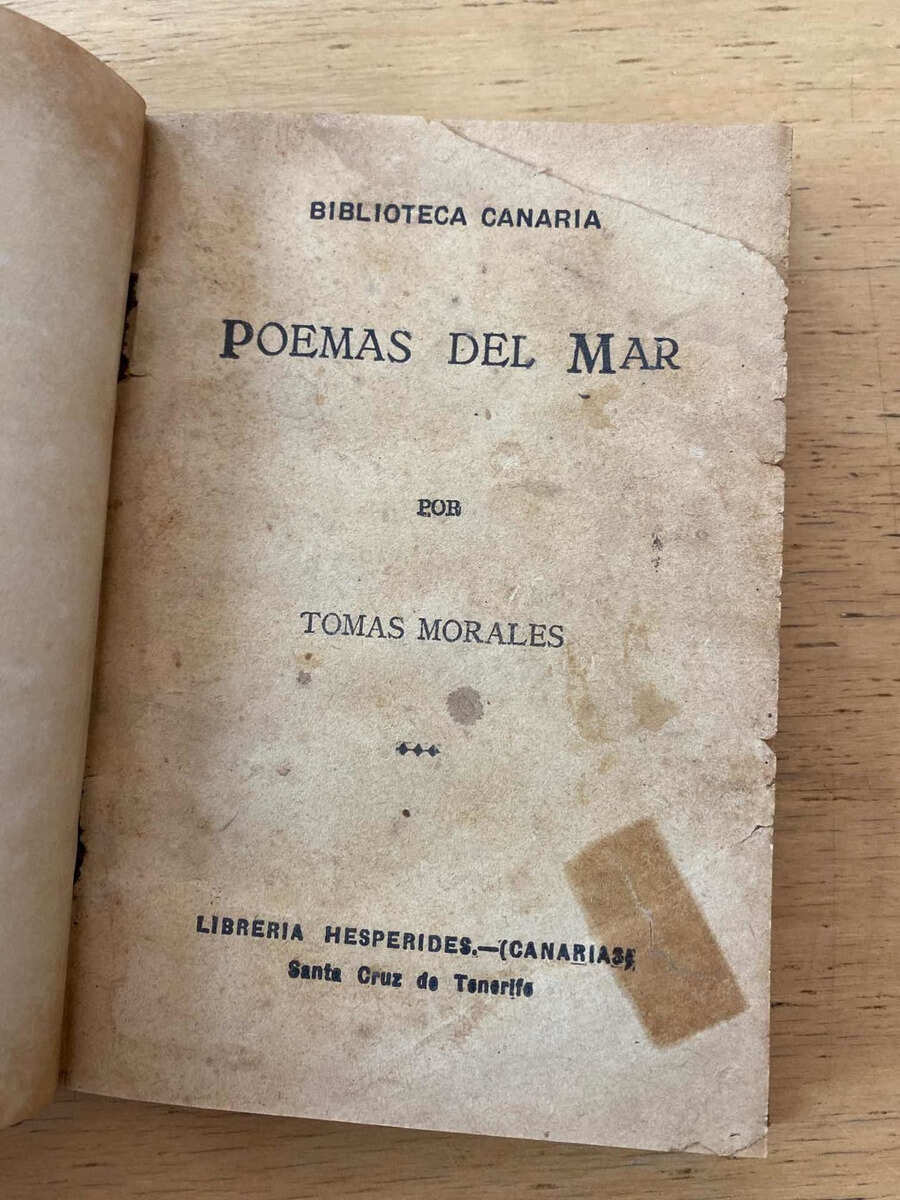 BIBLIOTECA CANARIA
POEMAS DEL MAR
POR
TOMAS MORALES
LIBRERIA HESPERIDES.—(CANARIAS)
Santa Cruz de Tenerife